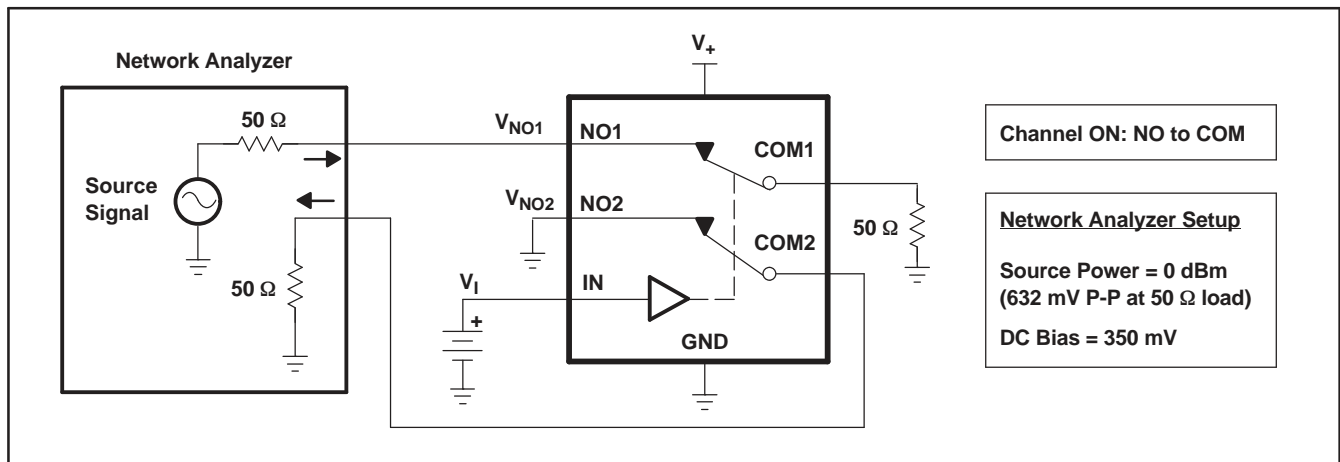 Network Analyzer
50 Ω
Source
Signal
50 Ω
V+
VNO1
NO1
COM1
VNO2
NO2
COM2
50 Ω
VI
IN
+
GND
Channel ON: NO to COM
Network Analyzer Setup
Source Power = 0 dBm
(632 mV P-P at 50 Ω load)
DC Bias = 350 mV